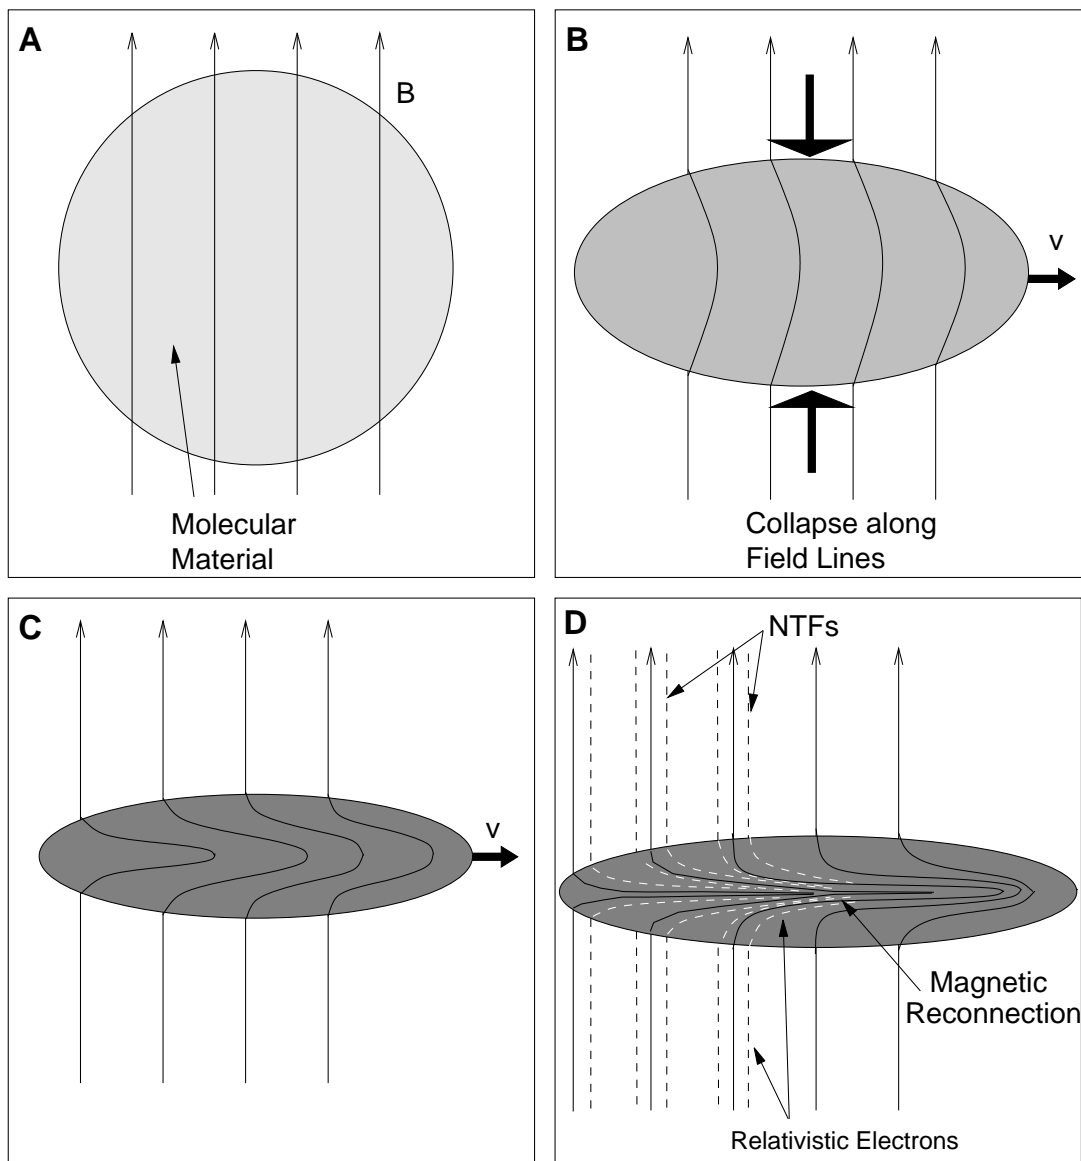 A
B
Molecular
Material
B
v
Collapse along
Field Lines
C
v
D
NTFs
Magnetic
Reconnection
Relativistic Electrons